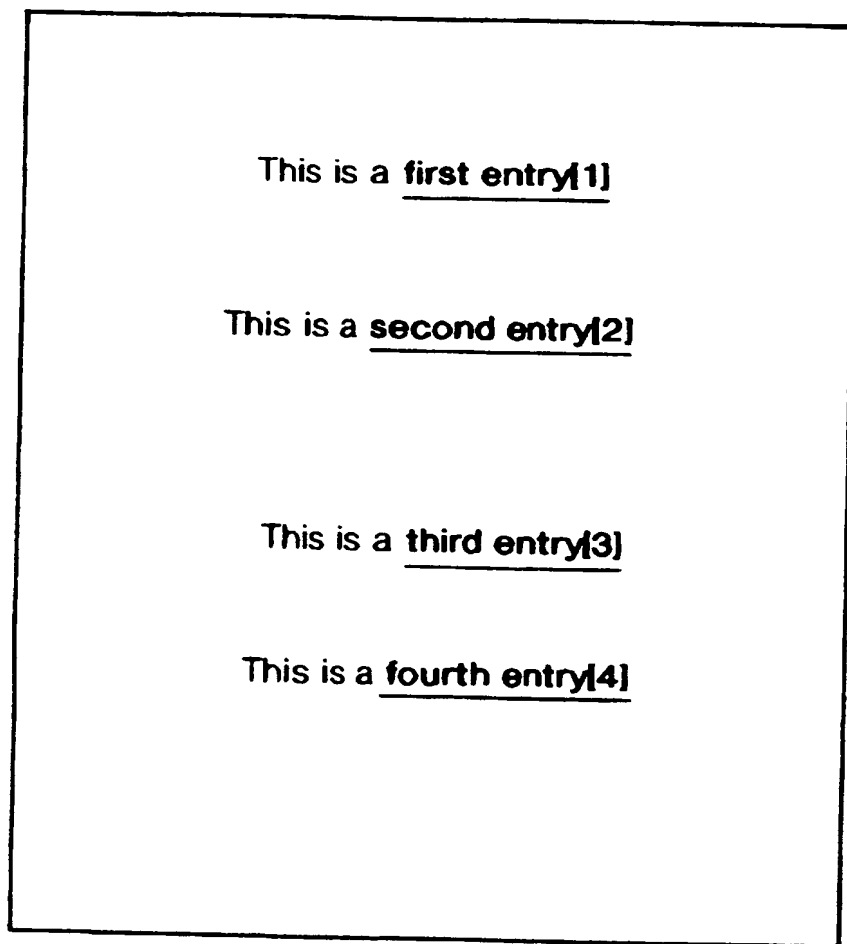 This is a first entry[1]
This is a second entry[2]
This is a third entry[3]
This is a fourth entry[4]